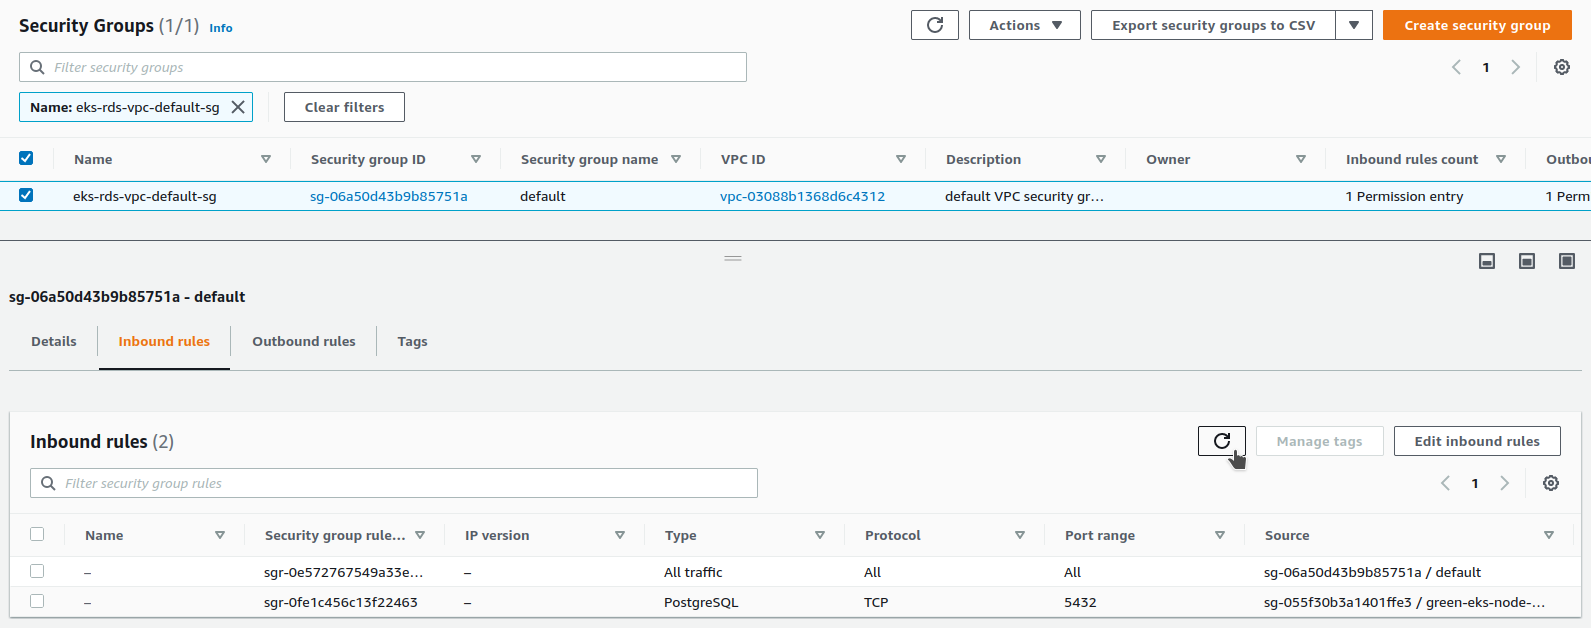 Security Groups (1/1) Info
Actions
Export security groups to CSV
Create security group
Filter security groups
1
Name: eks-rds-vpc-default-sg
Clear filters
Name Security group ID Security group name VPC ID Description Owner Inbound rules count Outbou
eks-rds-vpc-default-sg sg-06a50d43b9b85751a default vpc-03088b1368d6c4312 default VPC security gr... 1 Permission entry 1 Perm
sg-06a50d43b9b85751a - default
Details Inbound rules Outbound rules Tags
Inbound rules (2)
Manage tags
Edit inbound rules
Filter security group rules
1
Name Security group rule... IP version Type Protocol Port range Source
– sgr-0e572767549a33e... – All traffic All All sg-06a50d43b9b85751a / default
– sgr-0fe1c456c13f22463 – PostgreSQL TCP 5432 sg-055f30b3a1401ffe3 / green-eks-node-...